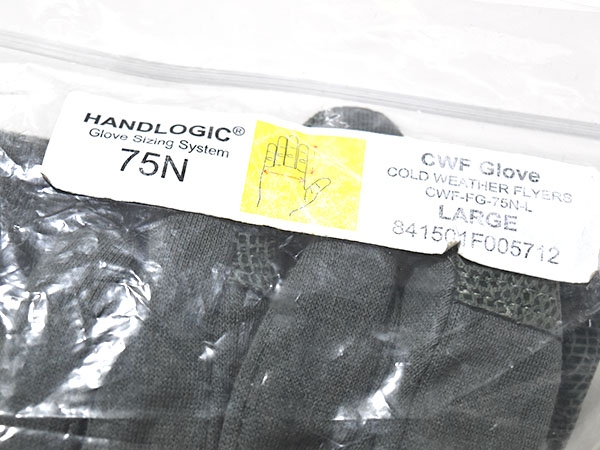 HANDLOGIC®
Glove Sizing System
75N
CWF Glove
COLD WEATHER FLYERS
CWF-FG-75N-L
LARGE
841501F005712